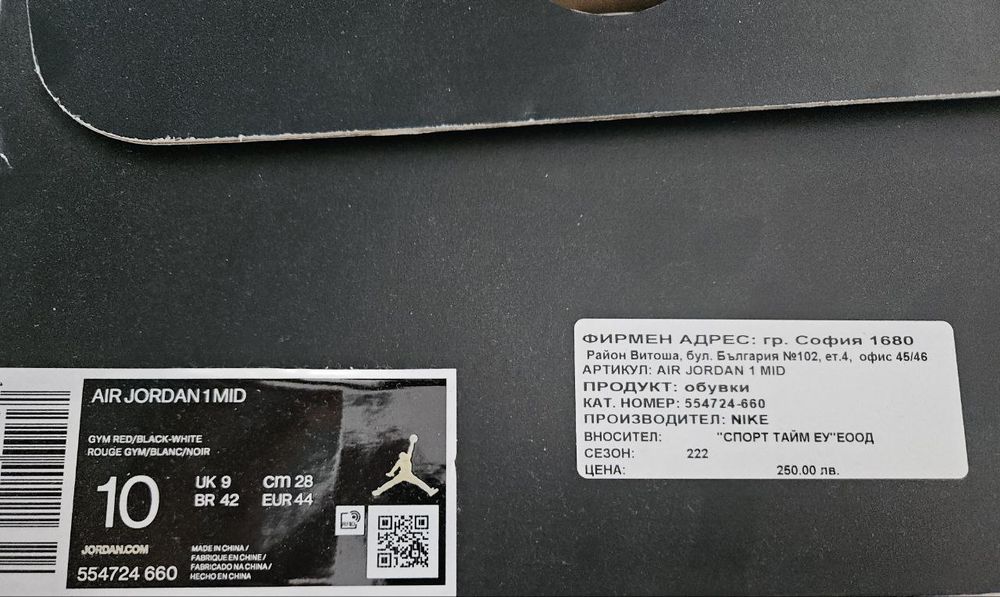 AIR JORDAN 1 MID
GYM RED/BLACK-WHITE
ROUGE GYM/BLANC/NOIR
10
UK 9
cm 28
BR 42
EUR 44
JORDAN.COM
554724 660
MADE IN CHINA /
FABRIQUE EN CHINE /
FABRICADO NA CHINA /
HECHO EN CHINA
ФИРМЕН АДРЕС: гр. София 1680
Район Витоша, бул. България №102, ет.4, офис 45/46
АРТИКУЛ: AIR JORDAN 1 MID
ПРОДУКТ: обувки
КАТ. НОМЕР: 554724-660
ПРОИЗВОДИТЕЛ: NIKE
ВНОСИТЕЛ: "СПОРТ ТАЙМ ЕУ"ЕООД
СЕЗОН: 222
ЦЕНА: 250.00 лв.